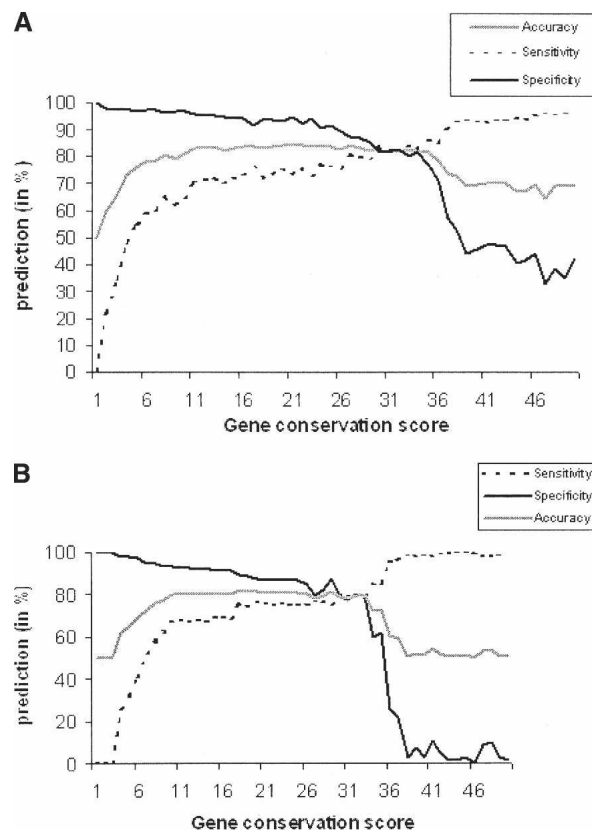 A
Accuracy
Sensitivity
Specificity
prediction (in %)
100
90
80
70
60
50
40
30
20
10
0
1 6 11 16 21 26 31 36 41 46
Gene conservation score
B
Sensitivity
Specificity
Accuracy
prediction (in %)
100
80
60
40
20
0
1 6 11 16 21 26 31 36 41 46
Gene conservation score